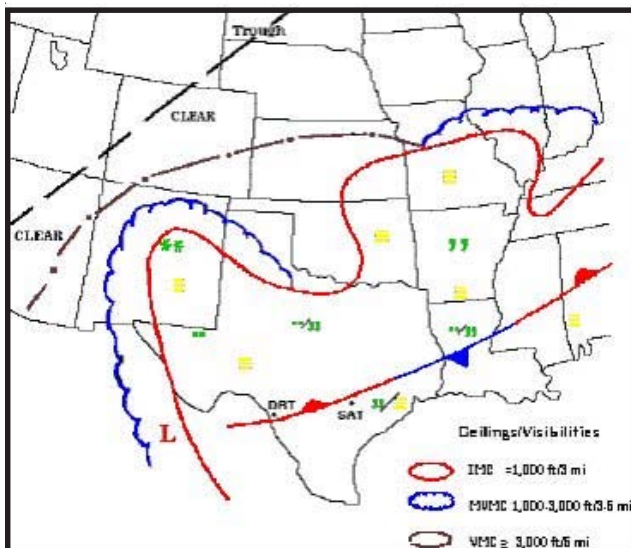 Trough
CLEAR
CLEAR
L
DRT
SAT
Ceilings/Visibilities
IMC =1,000 ft/3 mi
MVMC 1,000-3,000 ft/3-5 mi
VMC ≥ 3,000 ft/5 mi